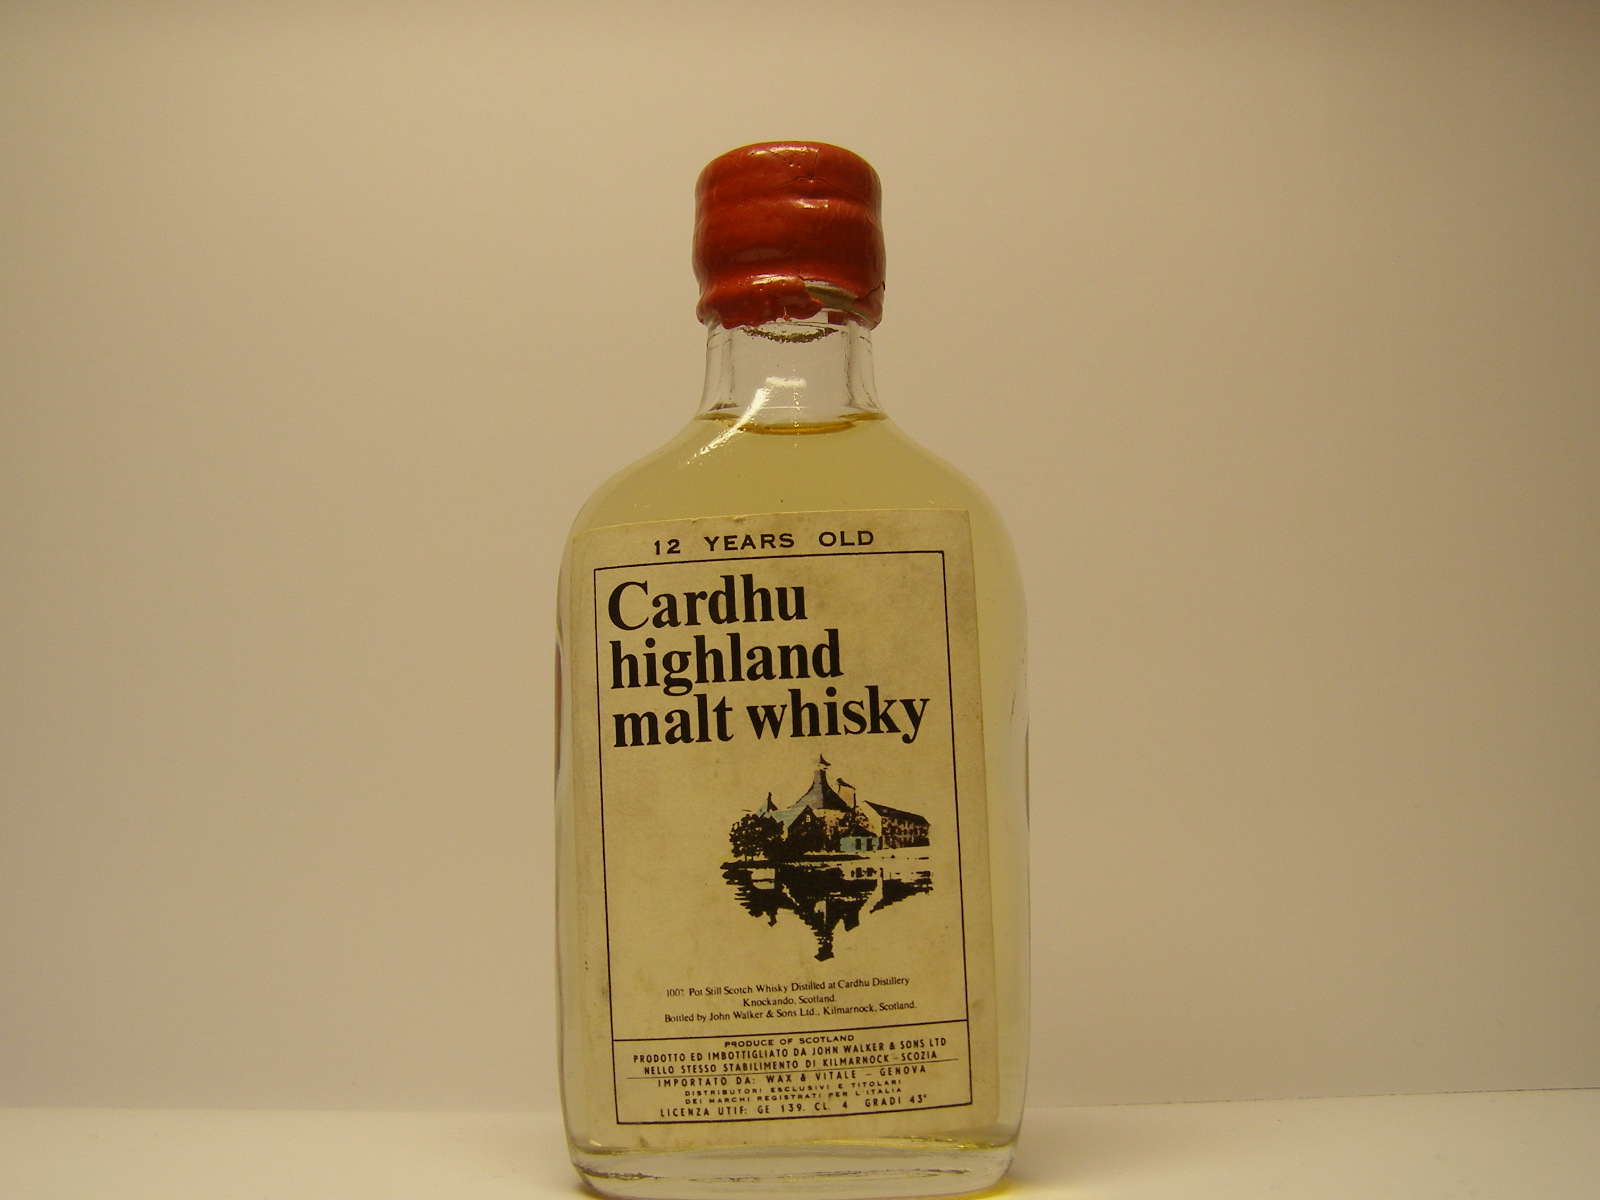 12 YEARS OLD
Cardhu
highland
malt whisky
100% Pot Still Scotch Whisky Distilled at Cardhu Distillery
Knockando, Scotland.
Bottled by John Walker & Sons Ltd., Kilmarnock, Scotland.
PRODUCE OF SCOTLAND
PRODOTTO ED IMBOTTIGLIATO DA JOHN WALKER & SONS LTD
NELLO STESSO STABILIMENTO DI KILMARNOCK - SCOZIA
IMPORTATO DA: WAX & VITALE - GENOVA
DISTRIBUTORI ESCLUSIVI E TITOLARI
DEI MARCHI REGISTRATI PER L'ITALIA
LICENZA UTIF: GE 139. CL. 4 GRADI 43°